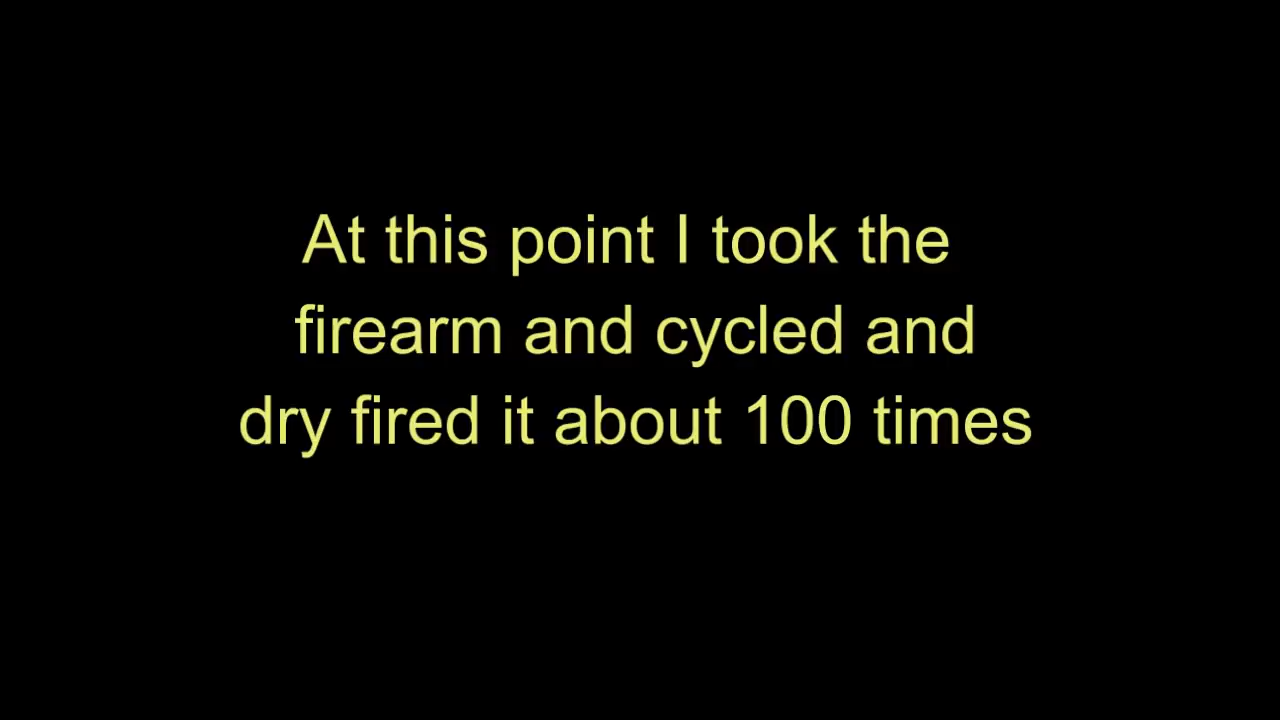 At this point I took the
firearm and cycled and
dry fired it about 100 times